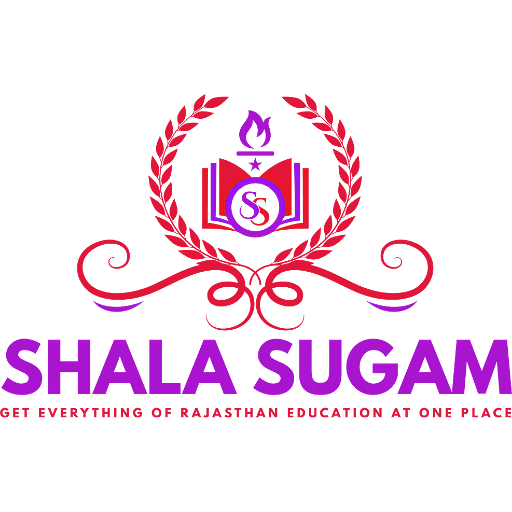 SS
SHALA SUGAM
GET EVERYTHING OF RAJASTHAN EDUCATION AT ONE PLACE